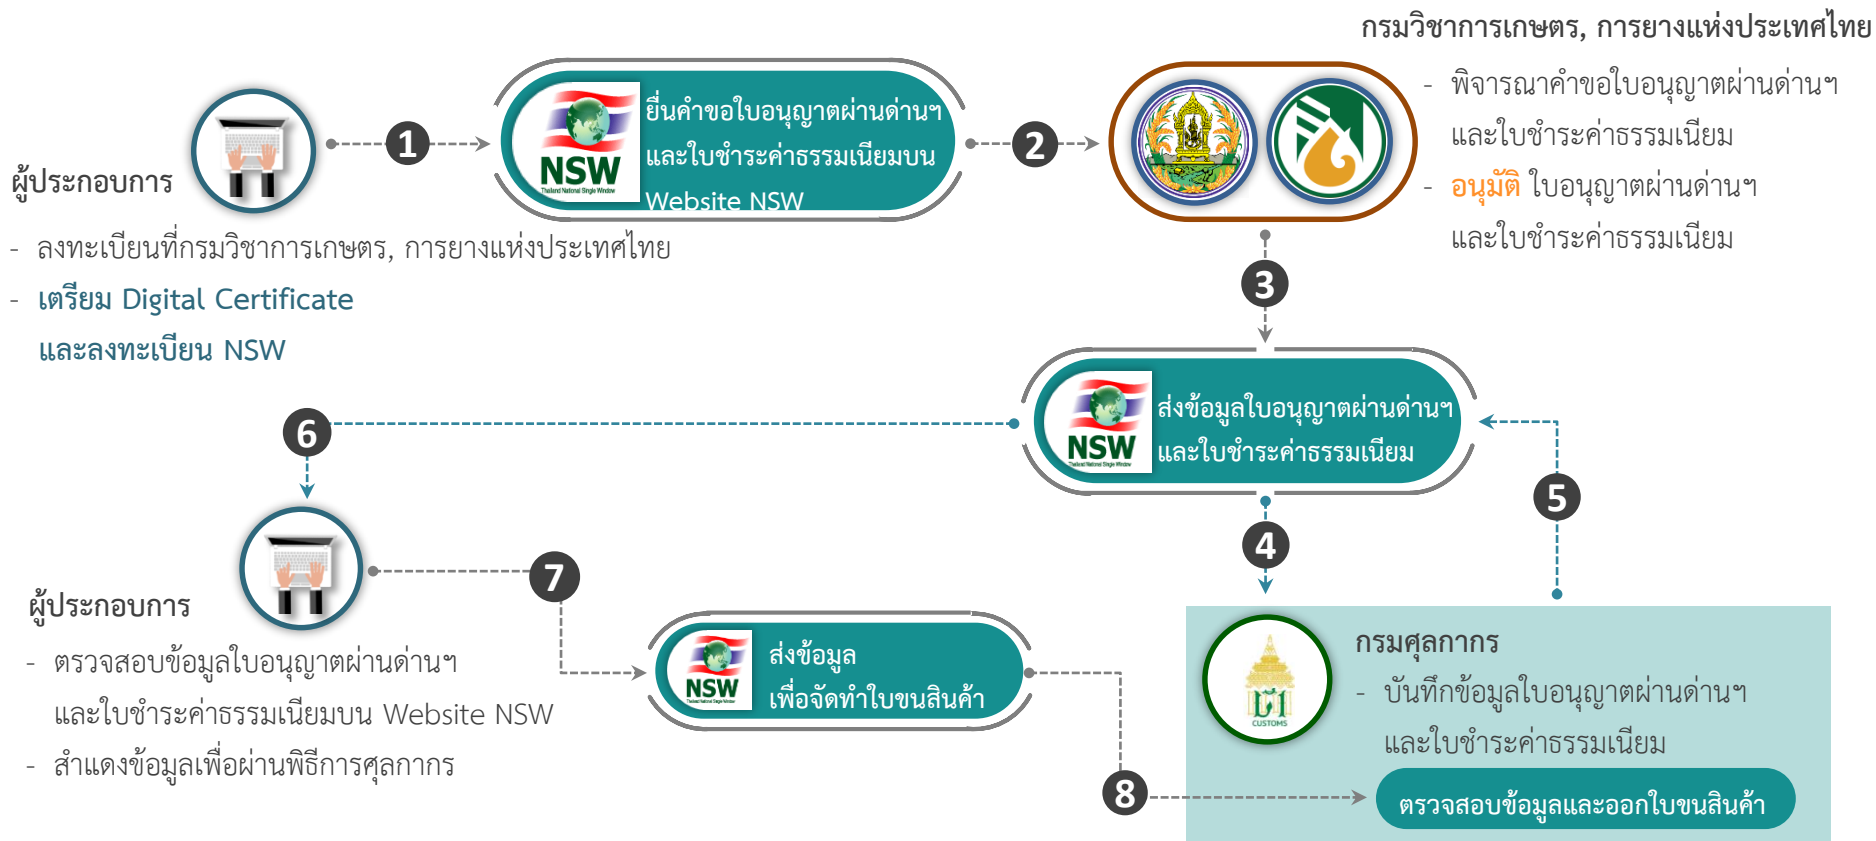 กรมวิชาการเกษตร, การยางแห่งประเทศไทย
- พิจารณาคำขอใบอนุญาตผ่านด่านฯ
และใบชำระค่าธรรมเนียม
- อนุมัติ ใบอนุญาตผ่านด่านฯ
และใบชำระค่าธรรมเนียม
1
NSW
Thailand National Single Window
ยื่นคำขอใบอนุญาตผ่านด่านฯ
และใบชำระค่าธรรมเนียมบน
Website NSW
2
ผู้ประกอบการ
- ลงทะเบียนที่กรมวิชาการเกษตร, การยางแห่งประเทศไทย
- เตรียม Digital Certificate
และลงทะเบียน NSW
3
NSW
Thailand National Single Window
ส่งข้อมูลใบอนุญาตผ่านด่านฯ
และใบชำระค่าธรรมเนียม
6
5
4
7
ผู้ประกอบการ
- ตรวจสอบข้อมูลใบอนุญาตผ่านด่านฯ
และใบชำระค่าธรรมเนียมบน Website NSW
- สำแดงข้อมูลเพื่อผ่านพิธีการศุลกากร
NSW
Thailand National Single Window
ส่งข้อมูล
เพื่อจัดทำใบขนสินค้า
8
CUSTOMS
กรมศุลกากร
- บันทึกข้อมูลใบอนุญาตผ่านด่านฯ
และใบชำระค่าธรรมเนียม
ตรวจสอบข้อมูลและออกใบขนสินค้า